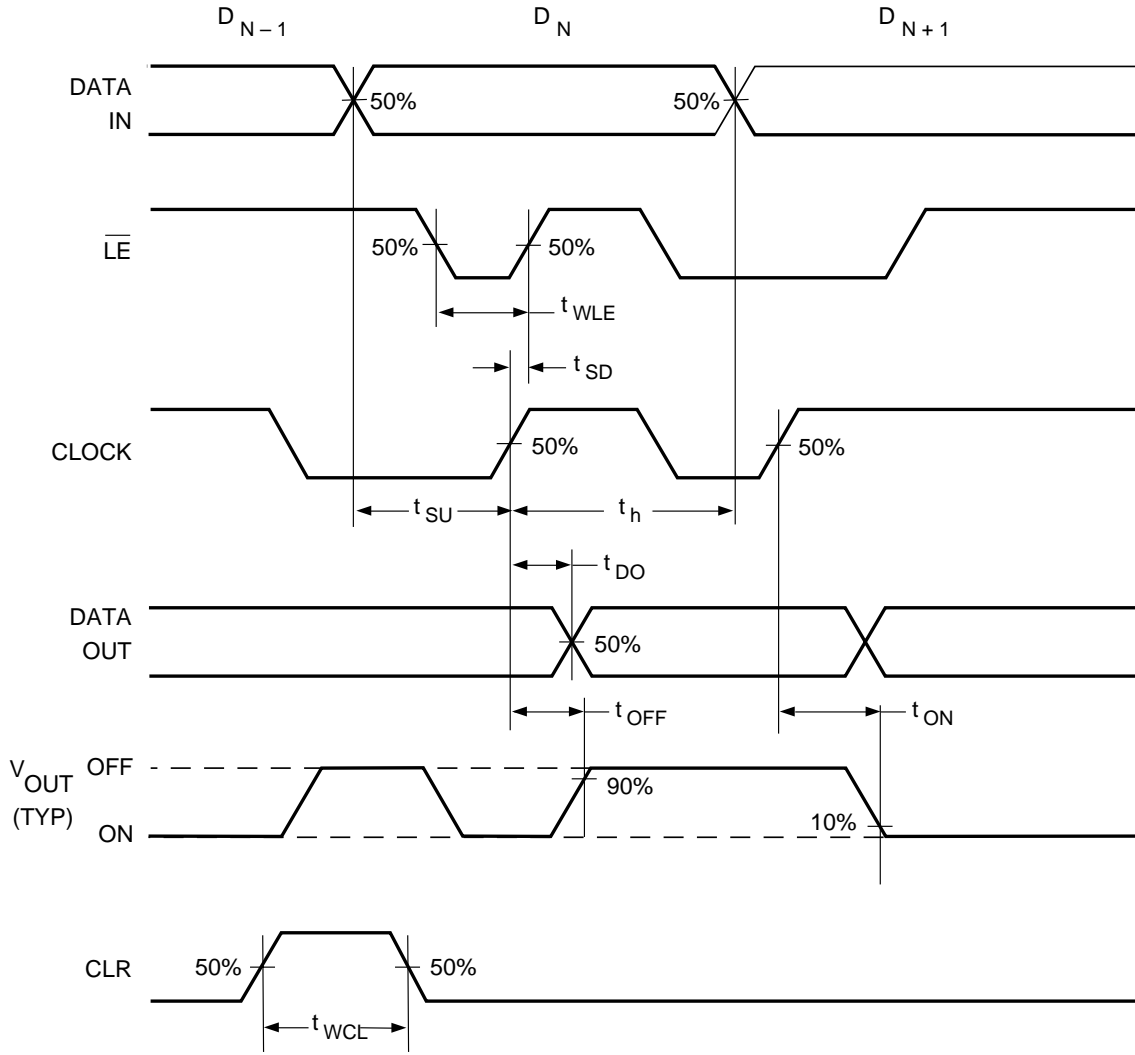 D N – 1 D N D N + 1
DATA IN
50% 50%
LE
50% 50%
t WLE
t SD
CLOCK
50% 50%
t SU t h
t DO
DATA OUT
50%
t OFF t ON
V OUT (TYP)
OFF
90%
10%
ON
CLR
50% 50%
t WCL